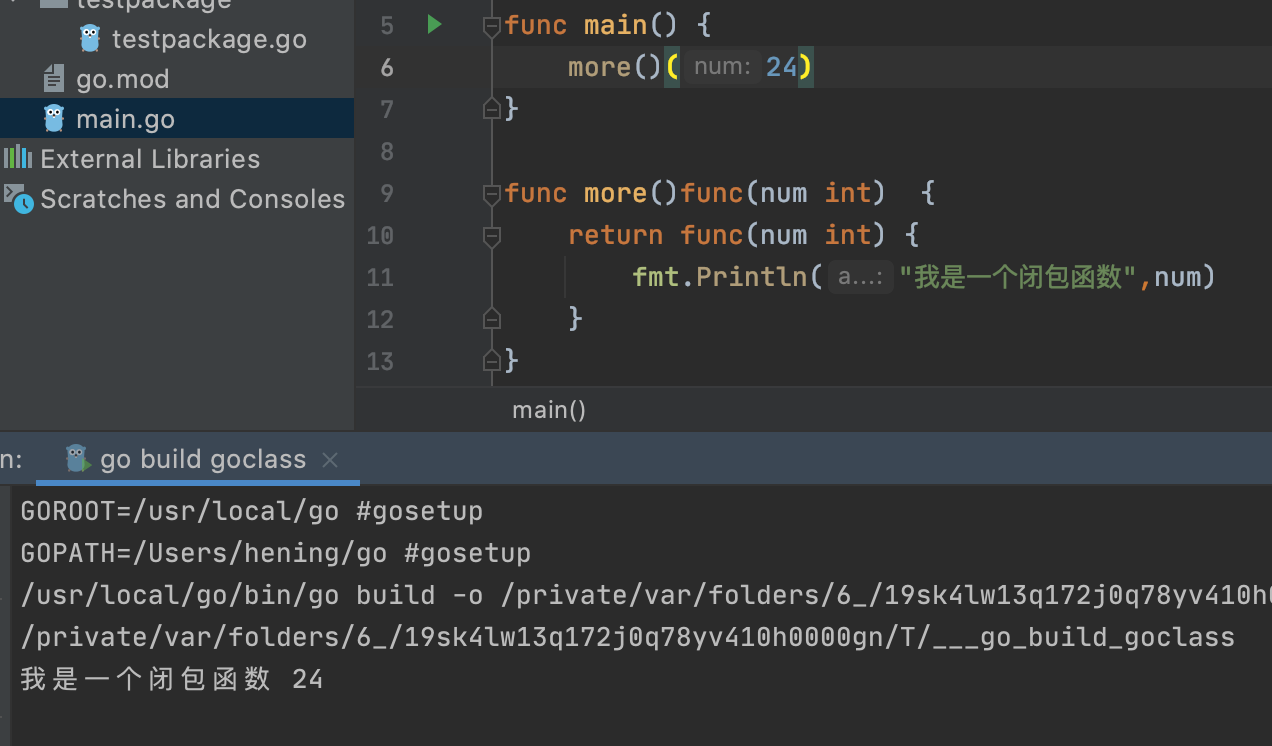 testpackage
testpackage.go
go.mod
main.go
External Libraries
Scratches and Consoles
5 func main() {
6 more()( num: 24)
7 }
8
9 func more()func(num int)  {
10 return func(num int) {
11 fmt.Println( a...: "我是一个闭包函数",num)
12 }
13 }
main()
n: go build goclass
GOROOT=/usr/local/go #gosetup
GOPATH=/Users/hening/go #gosetup
/usr/local/go/bin/go build -o /private/var/folders/6_/19sk4lw13q172j0q78yv410h0
/private/var/folders/6_/19sk4lw13q172j0q78yv410h0000gn/T/___go_build_goclass
我是一个闭包函数 24